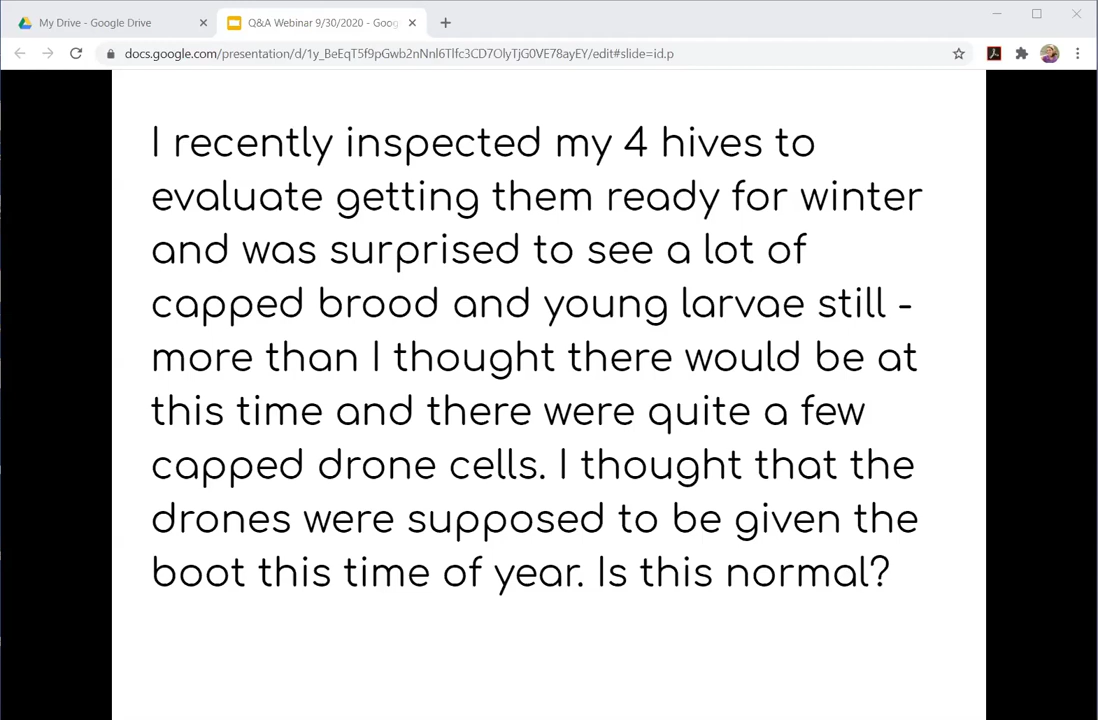 My Drive - Google Drive
Q&A Webinar 9/30/2020 - Goog
docs.google.com/presentation/d/1y_BeEqT5f9pGwb2nNnl6Tlfc3CD7OlyTjG0VE78ayEY/edit#slide=id.p
I recently inspected my 4 hives to
evaluate getting them ready for winter
and was surprised to see a lot of
capped brood and young larvae still -
more than I thought there would be at
this time and there were quite a few
capped drone cells. I thought that the
drones were supposed to be given the
boot this time of year. Is this normal?